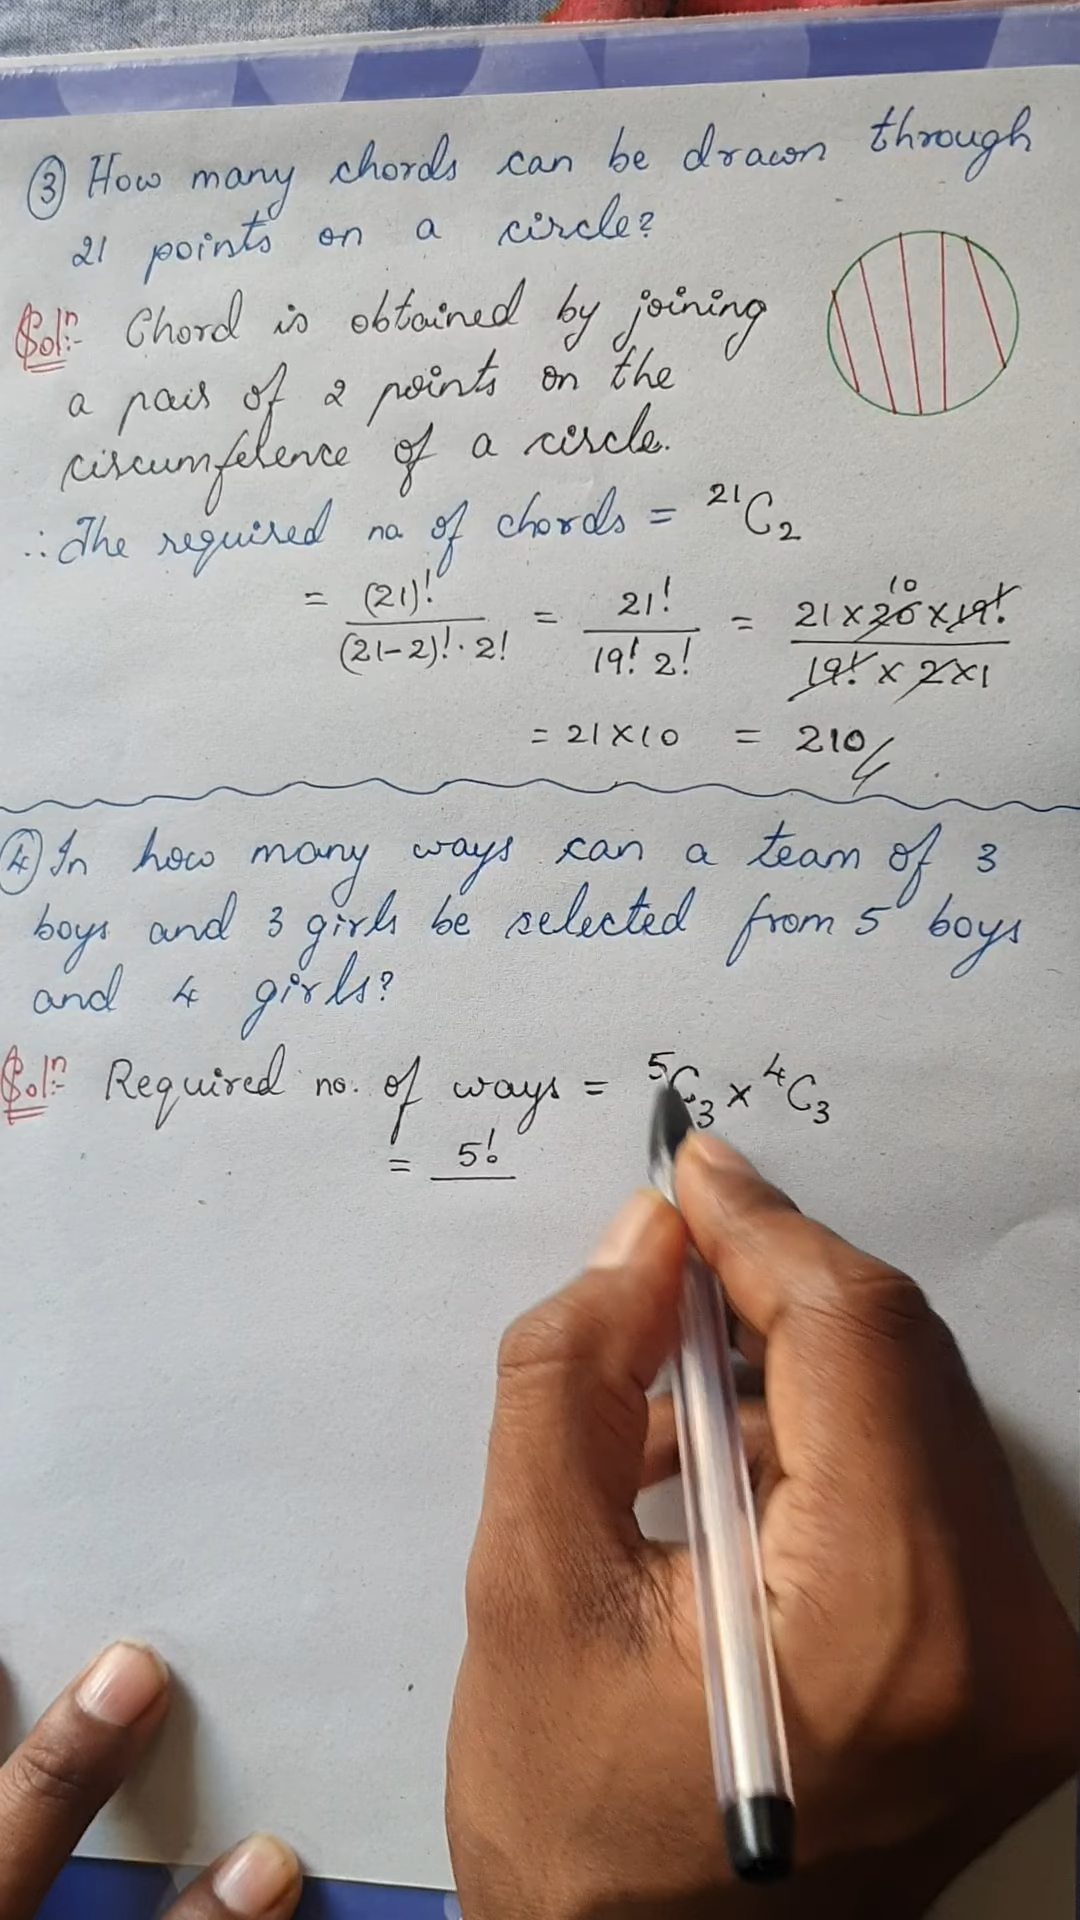 ③ How many chords can be drawn through
21 points on a circle?
Solⁿ:- Chord is obtained by joining
a pair of 2 points on the
circumference of a circle.
∴ The required no. of chords = ²¹C₂
= (21)! / (21-2)! · 2! = 21! / 19! 2! = 21 × 20 × 19! / 19! × 2 × 1 10
= 21 × 10 = 210 //
④ In how many ways can a team of 3
boys and 3 girls be selected from 5 boys
and 4 girls?
Solⁿ:- Required no. of ways = ⁵C₃ × ⁴C₃
= 5!